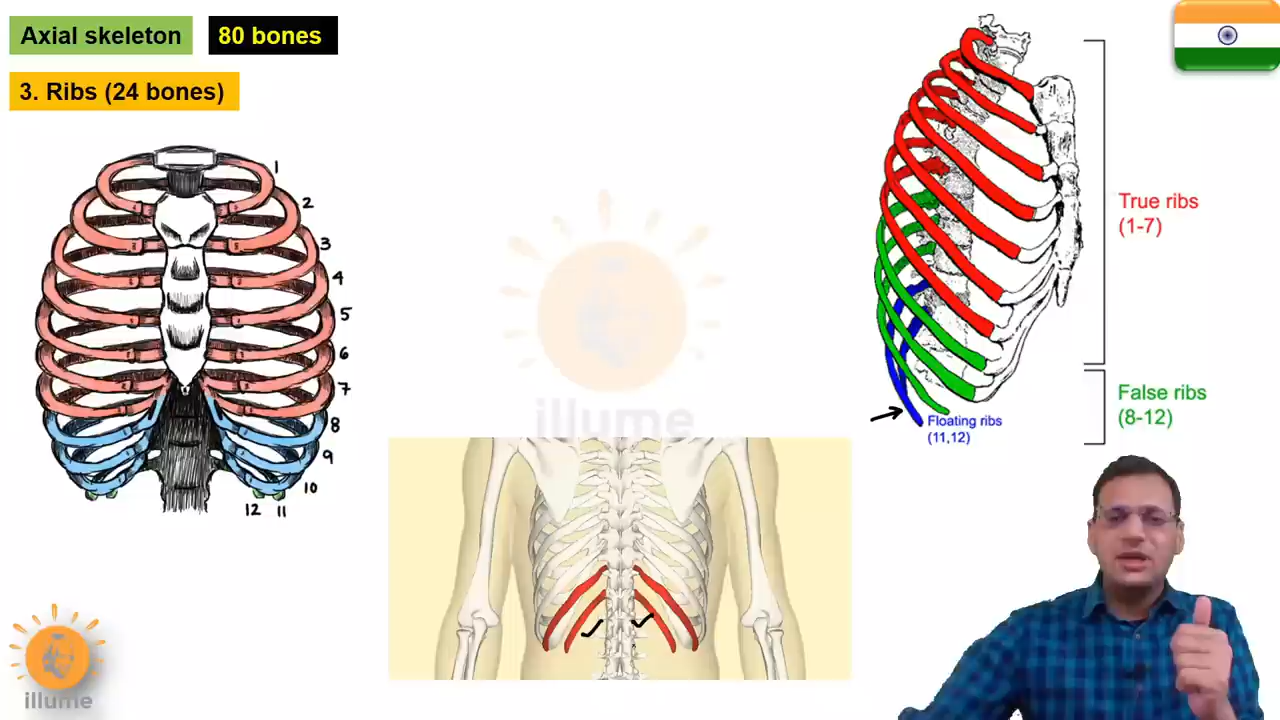 Axial skeleton
80 bones
3. Ribs (24 bones)
1
2
3
4
5
6
7
8
9
10
12
11
True ribs
(1-7)
False ribs
(8-12)
Floating ribs
(11,12)
illume
illume